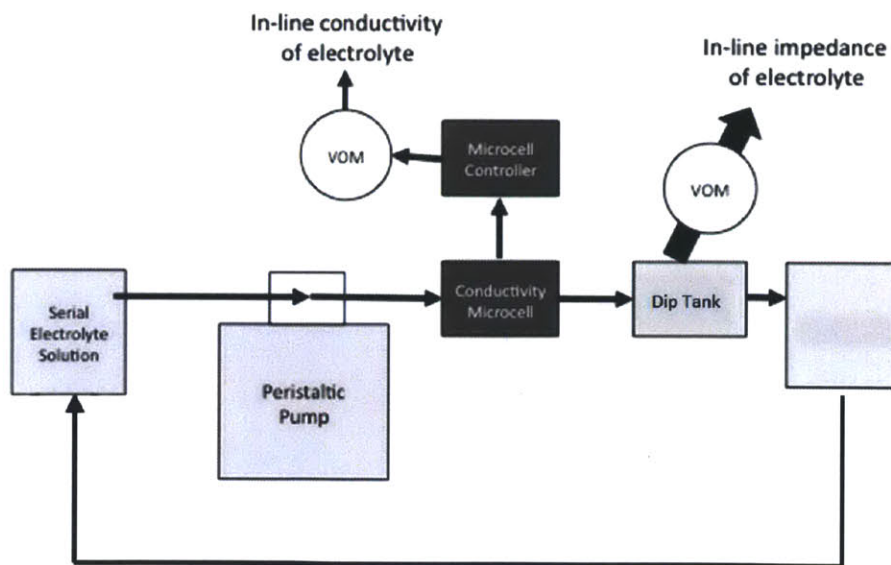 In-line conductivity
of electrolyte
In-line impedance
of electrolyte
VOM
Microcell
Controller
VOM
Serial
Electrolyte
Solution
Conductivity
Microcell
Dip Tank
Peristaltic
Pump